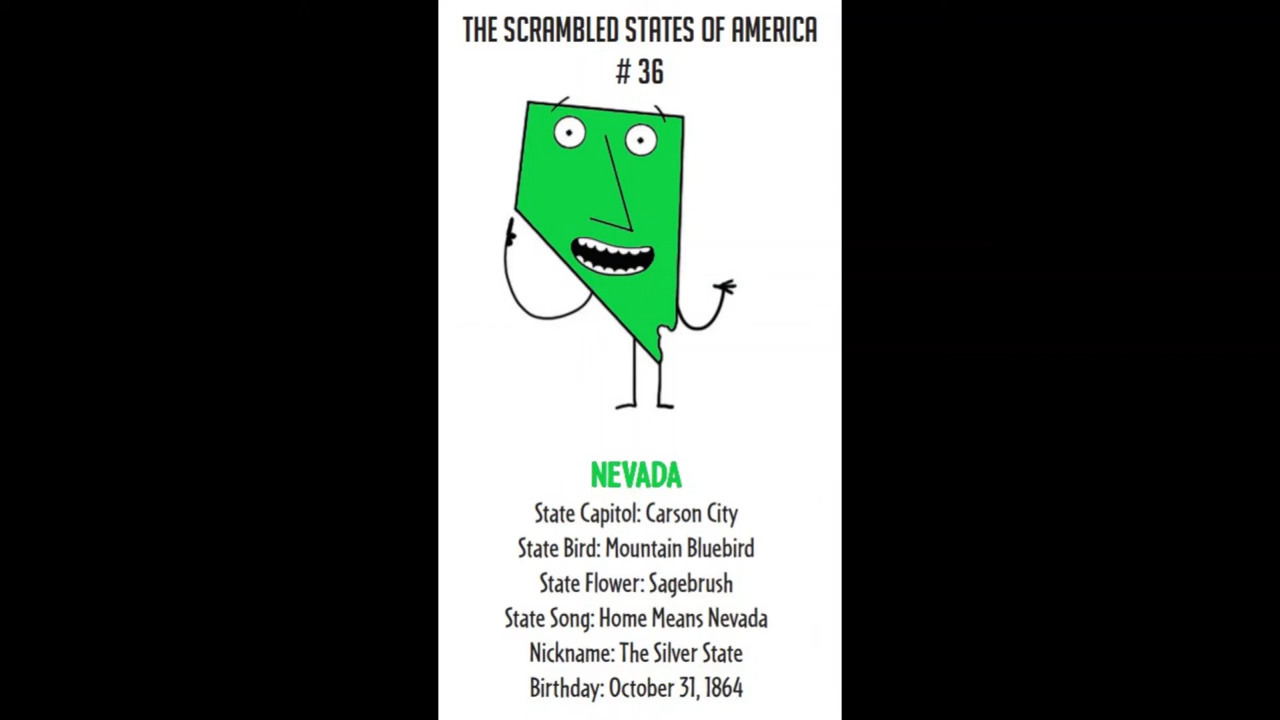 THE SCRAMBLED STATES OF AMERICA
# 36
NEVADA
State Capitol: Carson City
State Bird: Mountain Bluebird
State Flower: Sagebrush
State Song: Home Means Nevada
Nickname: The Silver State
Birthday: October 31, 1864